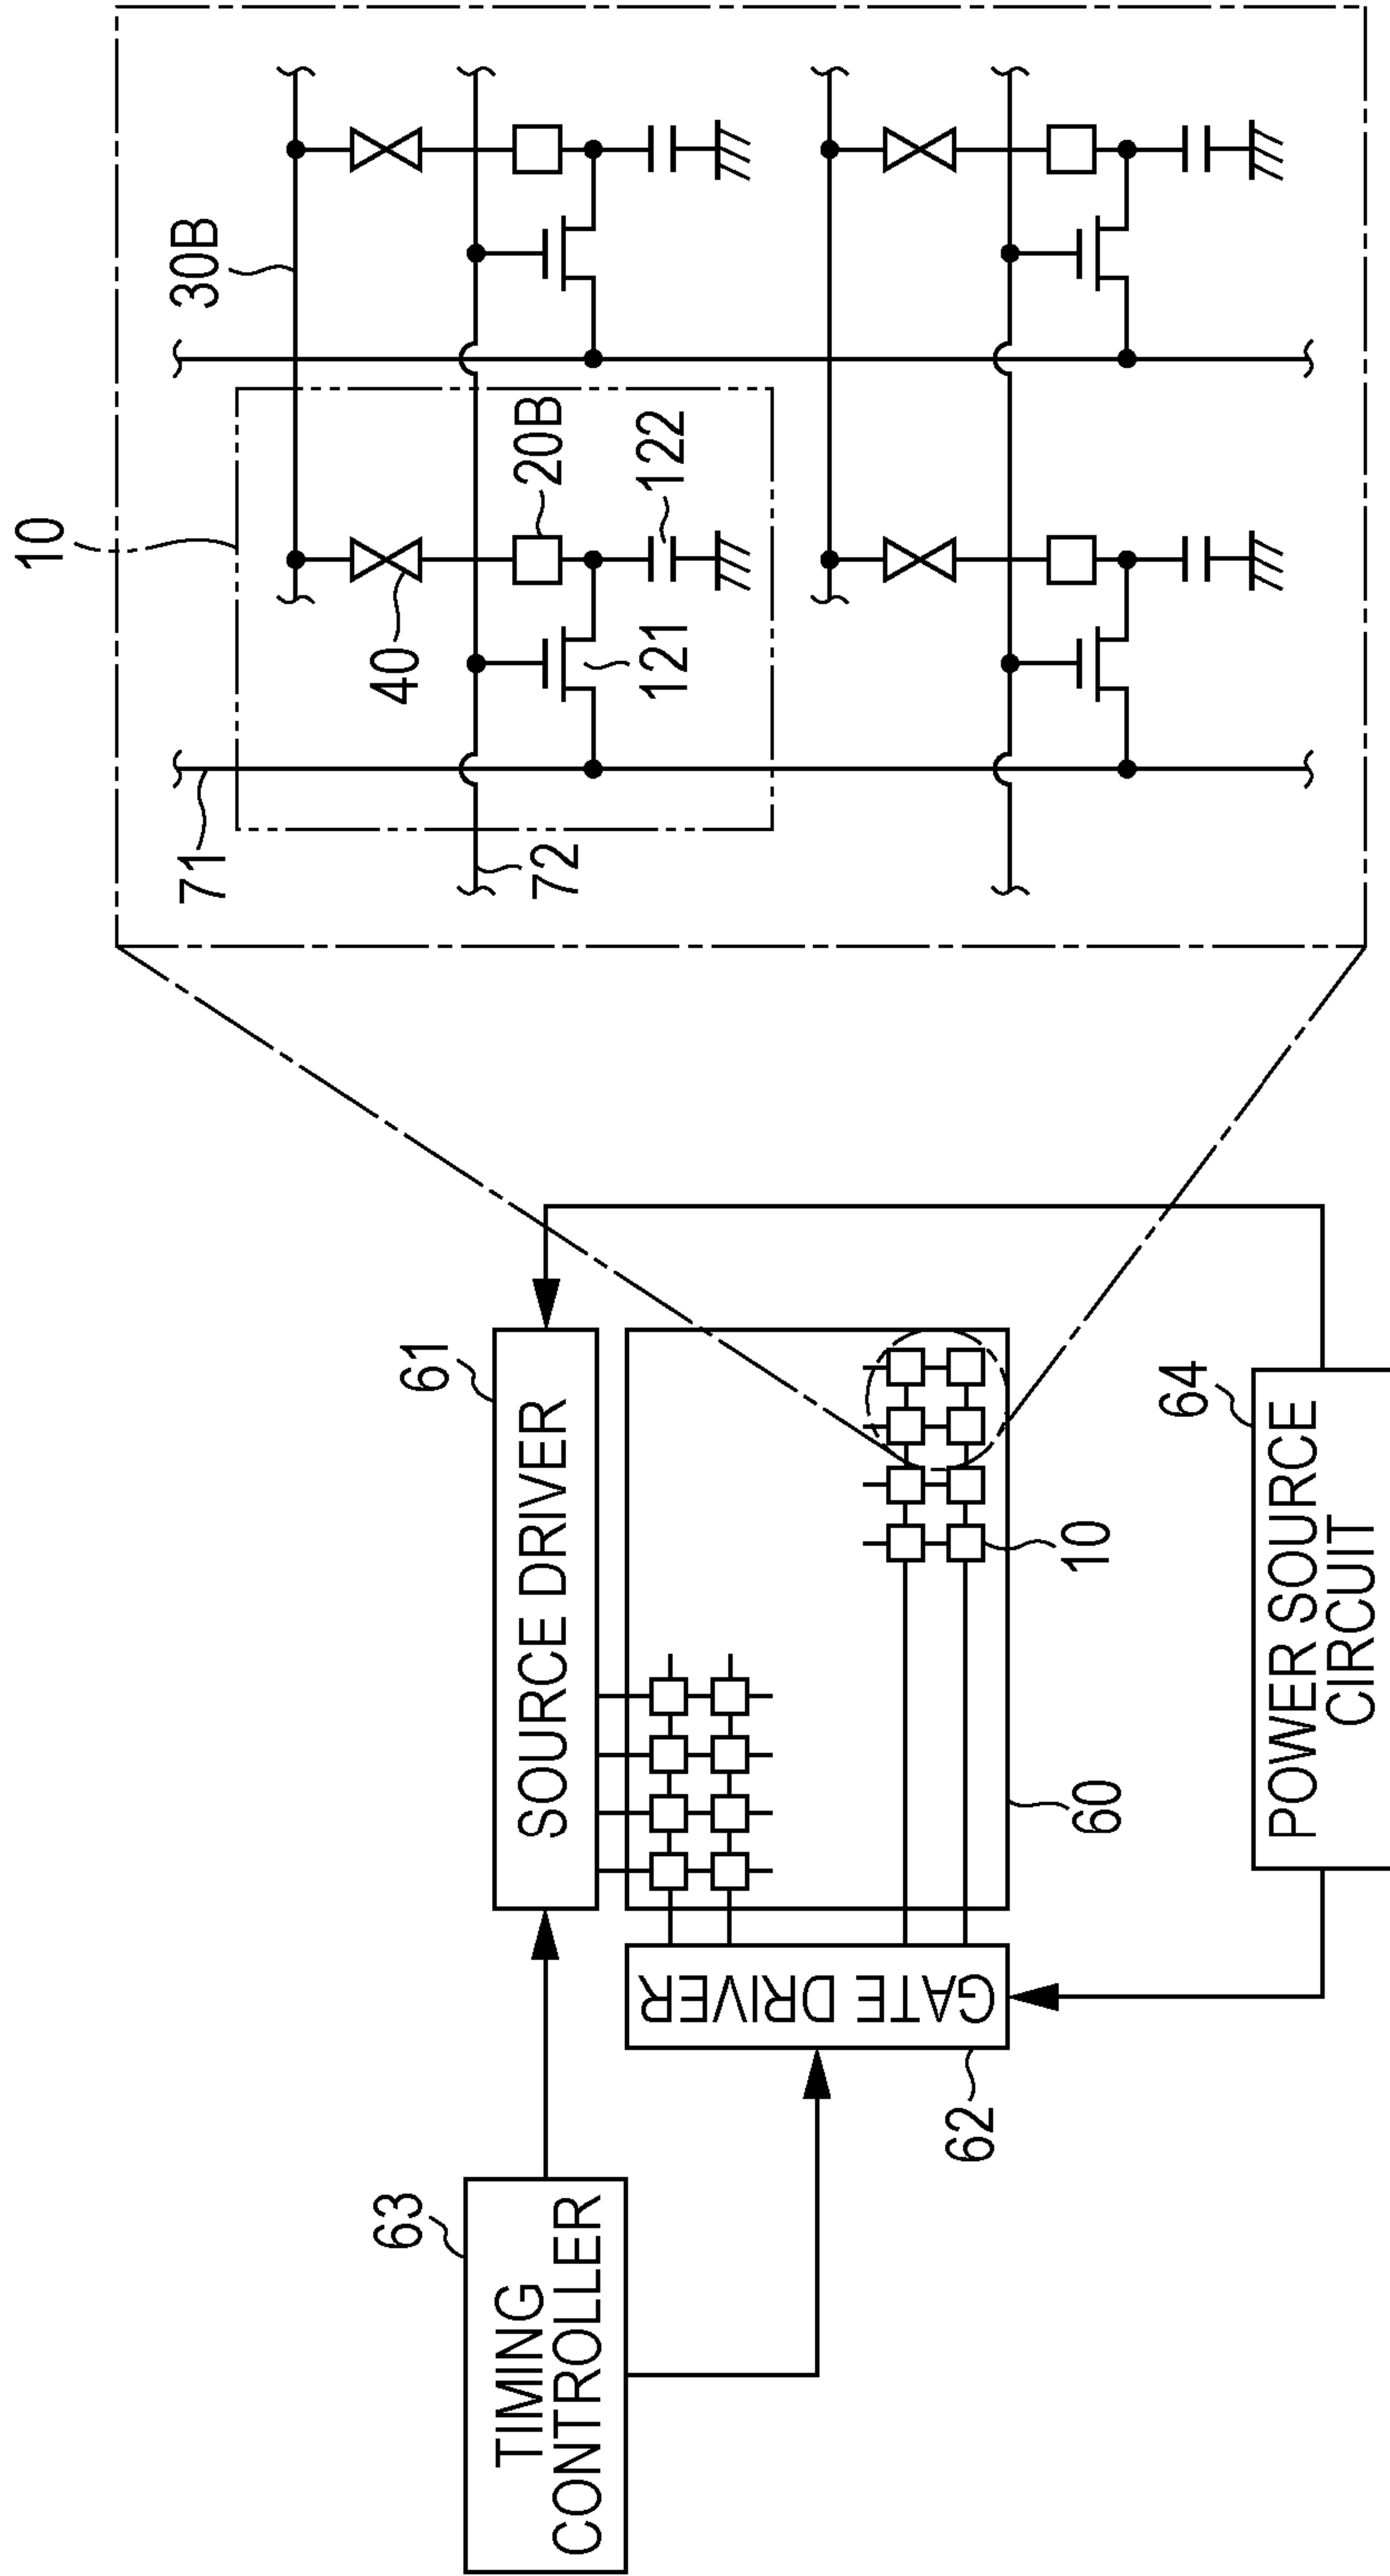 63
TIMING
CONTROLLER
61
SOURCE DRIVER
62
GATE DRIVER
60
10
64
POWER SOURCE
CIRCUIT
10
71
72
30B
40
20B
121
122